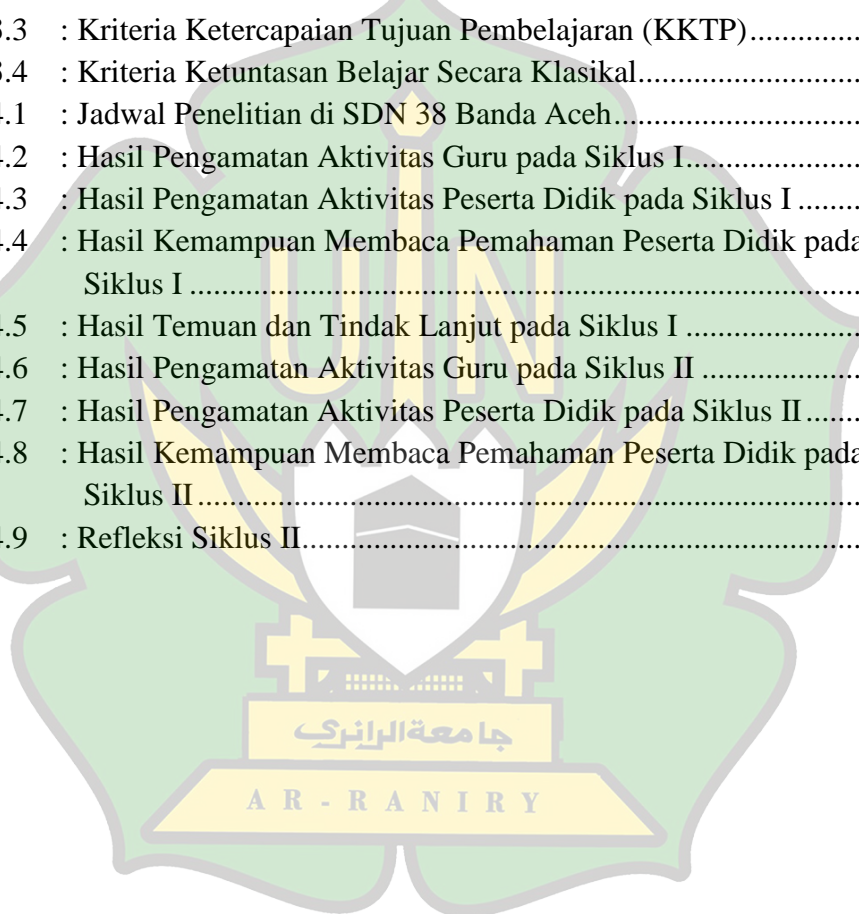 3.3 : Kriteria Ketercapaian Tujuan Pembelajaran (KKTP)...............
3.4 : Kriteria Ketuntasan Belajar Secara Klasikal..............................
4.1 : Jadwal Penelitian di SDN 38 Banda Aceh.................................
4.2 : Hasil Pengamatan Aktivitas Guru pada Siklus I.......................
4.3 : Hasil Pengamatan Aktivitas Peserta Didik pada Siklus I .........
4.4 : Hasil Kemampuan Membaca Pemahaman Peserta Didik pada
Siklus I .........................................................................................
4.5 : Hasil Temuan dan Tindak Lanjut pada Siklus I .......................
4.6 : Hasil Pengamatan Aktivitas Guru pada Siklus II .....................
4.7 : Hasil Pengamatan Aktivitas Peserta Didik pada Siklus II........
4.8 : Hasil Kemampuan Membaca Pemahaman Peserta Didik pada
Siklus II........................................................................................
4.9 : Refleksi Siklus II.........................................................................
UIN
جامعةالرانري
AR-RANIRY